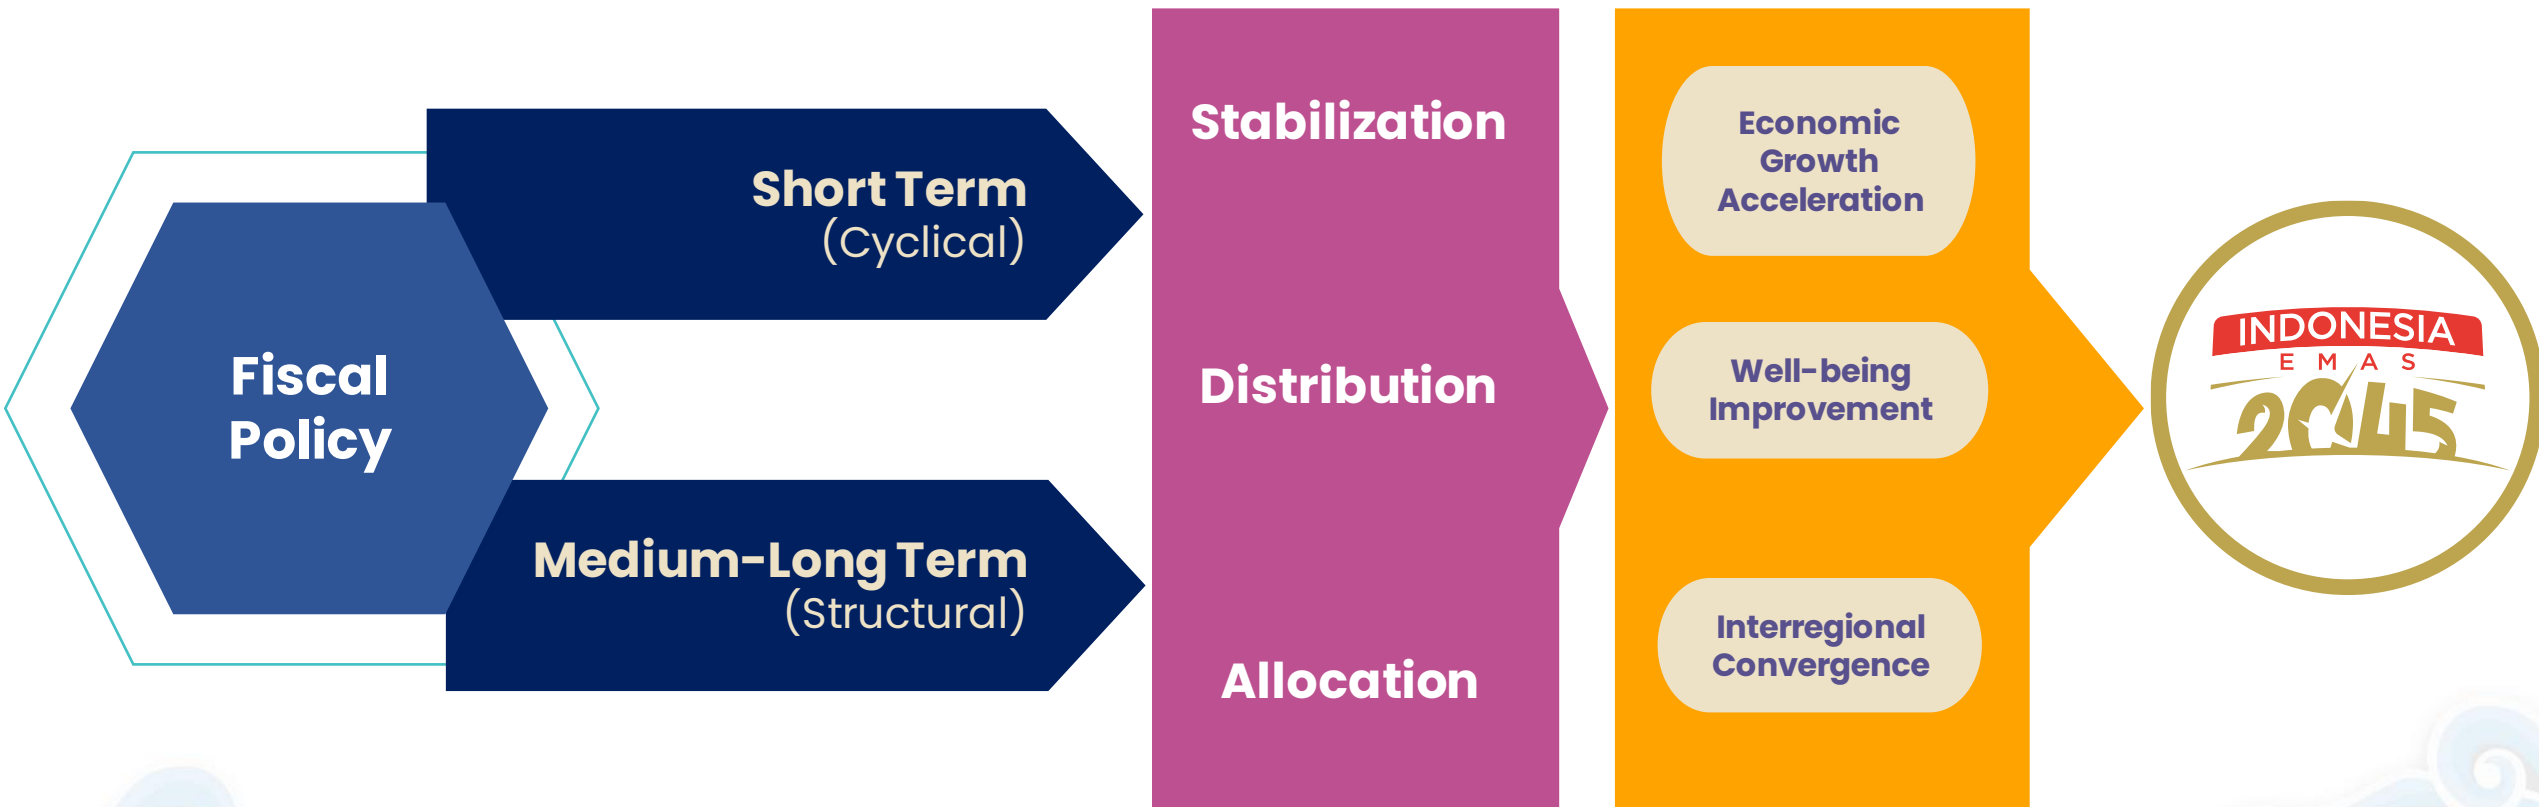 Fiscal
Policy
Short Term
(Cyclical)
Medium-Long Term
(Structural)
Stabilization
Distribution
Allocation
Economic
Growth
Acceleration
Well-being
Improvement
Interregional
Convergence
INDONESIA
EMAS
2045